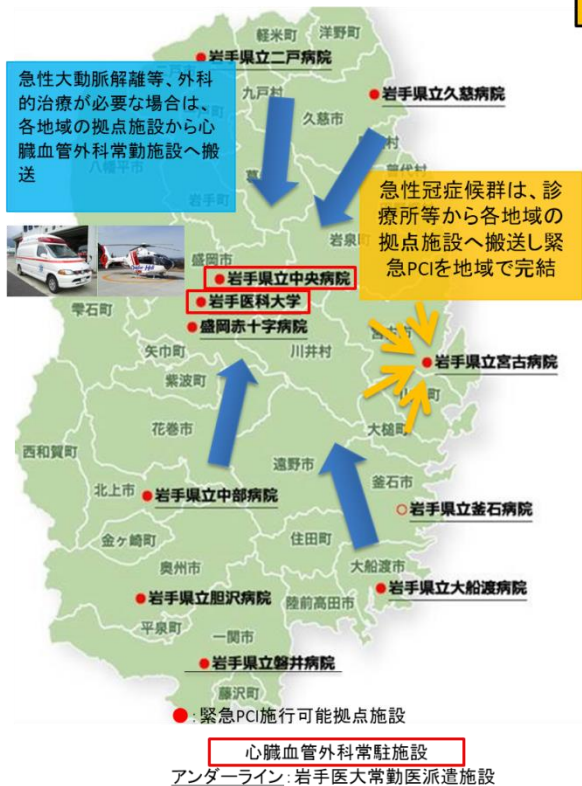 軽米町
洋野町
岩手県立二戸病院
急性大動脈解離等、外科
的治療が必要な場合は、
各地域の拠点施設から心
臓血管外科常勤施設へ搬
送
九戸村
岩手県立久慈病院
久慈市
岩手町
急性冠症候群は、診
療所等から各地域の
拠点施設へ搬送し緊
急PCIを地域で完結
岩泉町
盛岡市
岩手県立中央病院
岩手医科大学
雫石町
盛岡赤十字病院
川井村
岩手県立宮古病院
矢巾町
紫波町
花巻市
大槌町
西和賀町
遠野市
釜石市
北上市
岩手県立中部病院
岩手県立釜石病院
金ヶ崎町
住田町
奥州市
大船渡市
岩手県立大船渡病院
岩手県立胆沢病院
陸前高田市
平泉町
一関市
岩手県立磐井病院
藤沢町
●:緊急PCI施行可能拠点施設
心臓血管外科常駐施設
アンダーライン:岩手医大常勤医派遣施設